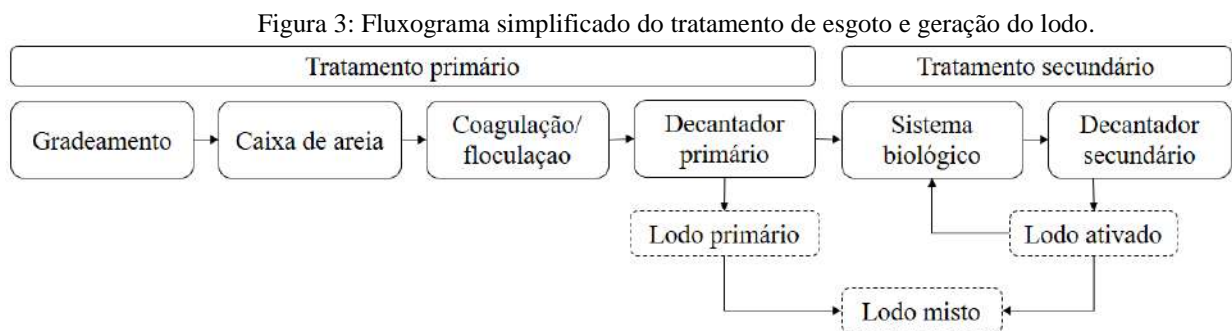 Figura 3: Fluxograma simplificado do tratamento de esgoto e geração do lodo.
Tratamento primário
Tratamento secundário
Gradeamento
Caixa de areia
Coagulação/
floculaçao
Decantador
primário
Sistema
biológico
Decantador
secundário
Lodo primário
Lodo ativado
Lodo misto